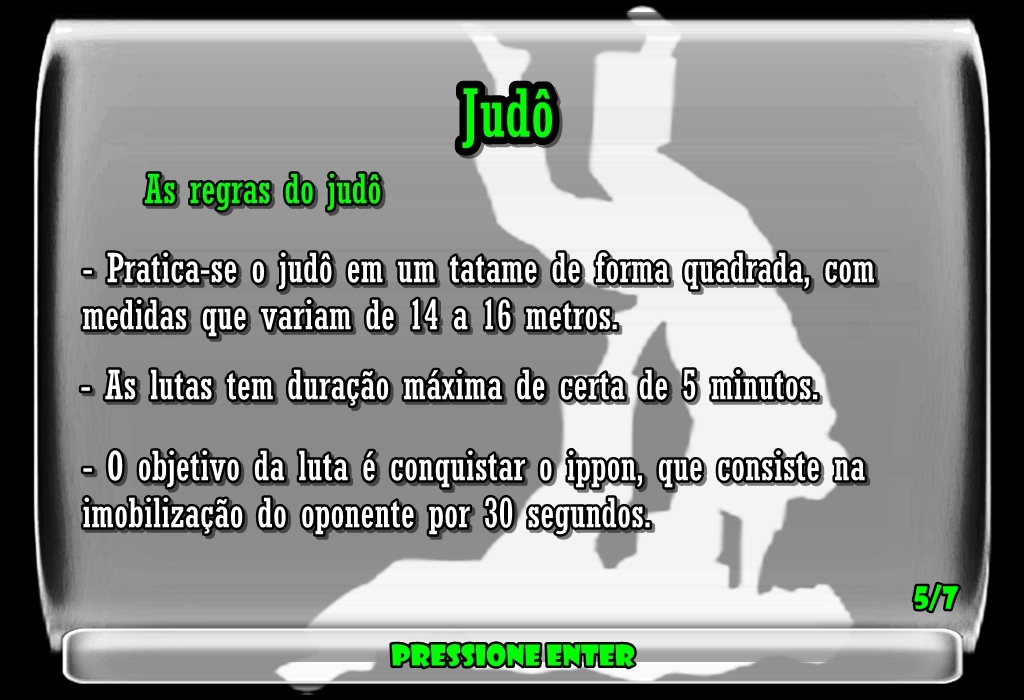 Judô
As regras do judô
- Pratica-se o judô em um tatame de forma quadrada, com
medidas que variam de 14 a 16 metros.
- As lutas tem duração máxima de certa de 5 minutos.
- O objetivo da luta é conquistar o ippon, que consiste na
imobilização do oponente por 30 segundos.
5/7
PRESSIONE ENTER